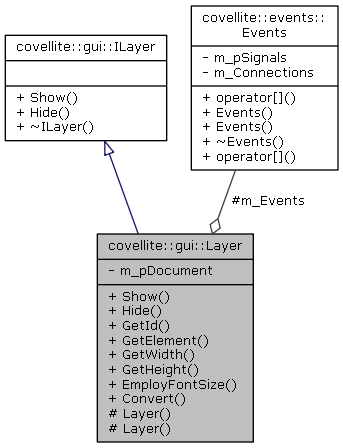 covellite::gui::ILayer
+ Show()
+ Hide()
+ ~ILayer()
covellite::events::
Events
- m_pSignals
- m_Connections
+ operator[]()
+ Events()
+ Events()
+ ~Events()
+ operator[]()
#m_Events
covellite::gui::Layer
- m_pDocument
+ Show()
+ Hide()
+ GetId()
+ GetElement()
+ GetWidth()
+ GetHeight()
+ EmployFontSize()
+ Convert()
# Layer()
# Layer()